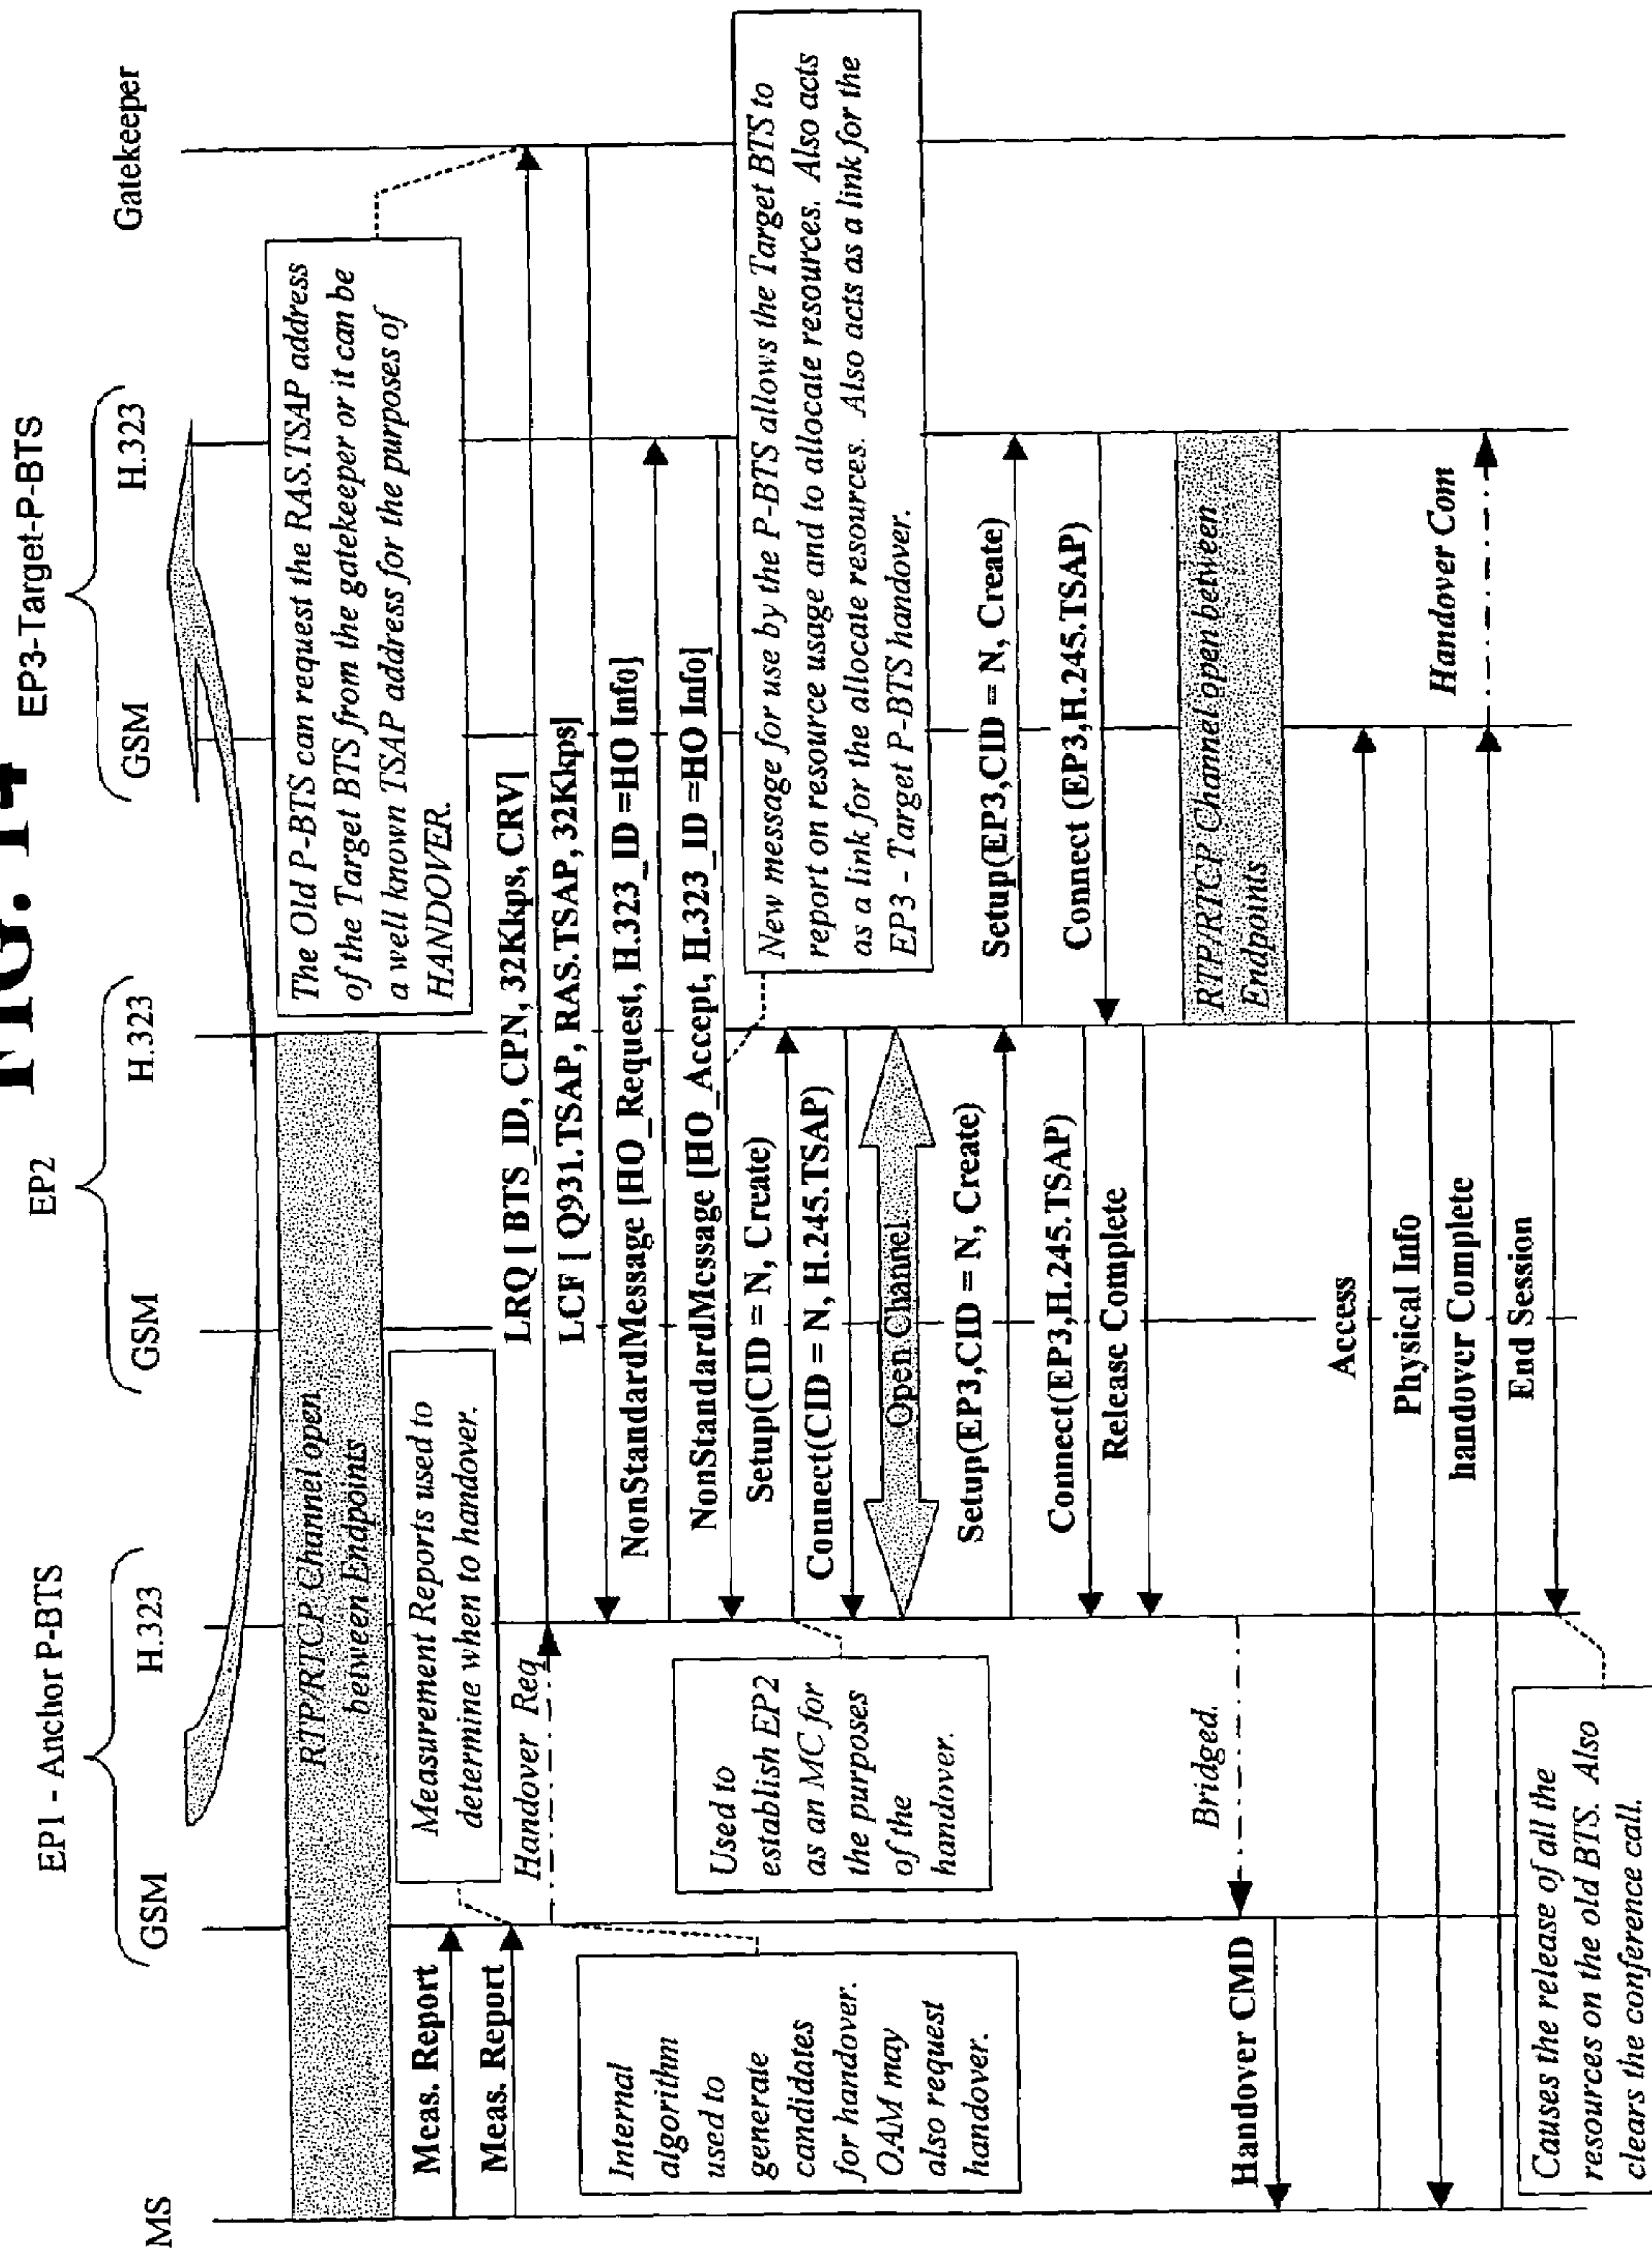 FIG. 14
EP1 - Anchor P-BTS
EP2
EP3-Target-P-BTS
MS
GSM
H.323
GSM
H.323
GSM
H.323
Gatekeeper
RTP/RTCP Channel open
between Endpoints
The Old P-BTS can request the RAS.TSAP address
of the Target BTS from the gatekeeper or it can be
a well known TSAP address for the purposes of
HANDOVER.
Meas. Report
Measurement Reports used to
determine when to handover.
Meas. Report
Handover Req
LRQ [ BTS_ID, CPN, 32Kkps, CRV]
LCF [ Q931.TSAP, RAS.TSAP, 32Kkps]
Internal
algorithm
used to
generate
candidates
for handover.
OAM may
also request
handover.
NonStandardMessage [HO_Request, H.323_ID =HO Info]
NonStandardMessage [HO_Accept, H.323_ID =HO Info]
New message for use by the P-BTS allows the Target BTS to
report on resource usage and to allocate resources. Also acts
as a link for the allocate resources. Also acts as a link for the
EP3 - Target P-BTS handover.
Used to
establish EP2
as an MC for
the purposes
of the
handover.
Setup(CID = N, Create)
Connect(CID = N, H.245.TSAP)
Open Channel
Setup(EP3,CID = N, Create)
Setup(EP3,CID = N, Create)
Connect (EP3,H.245.TSAP)
Connect(EP3,H.245.TSAP)
Release Complete
RTP/RTCP Channel open between
Endpoints
Bridged.
Handover CMD
Access
Physical Info
handover Complete
Handover Com
End Session
Causes the release of all the
resources on the old BTS. Also
clears the conference call.